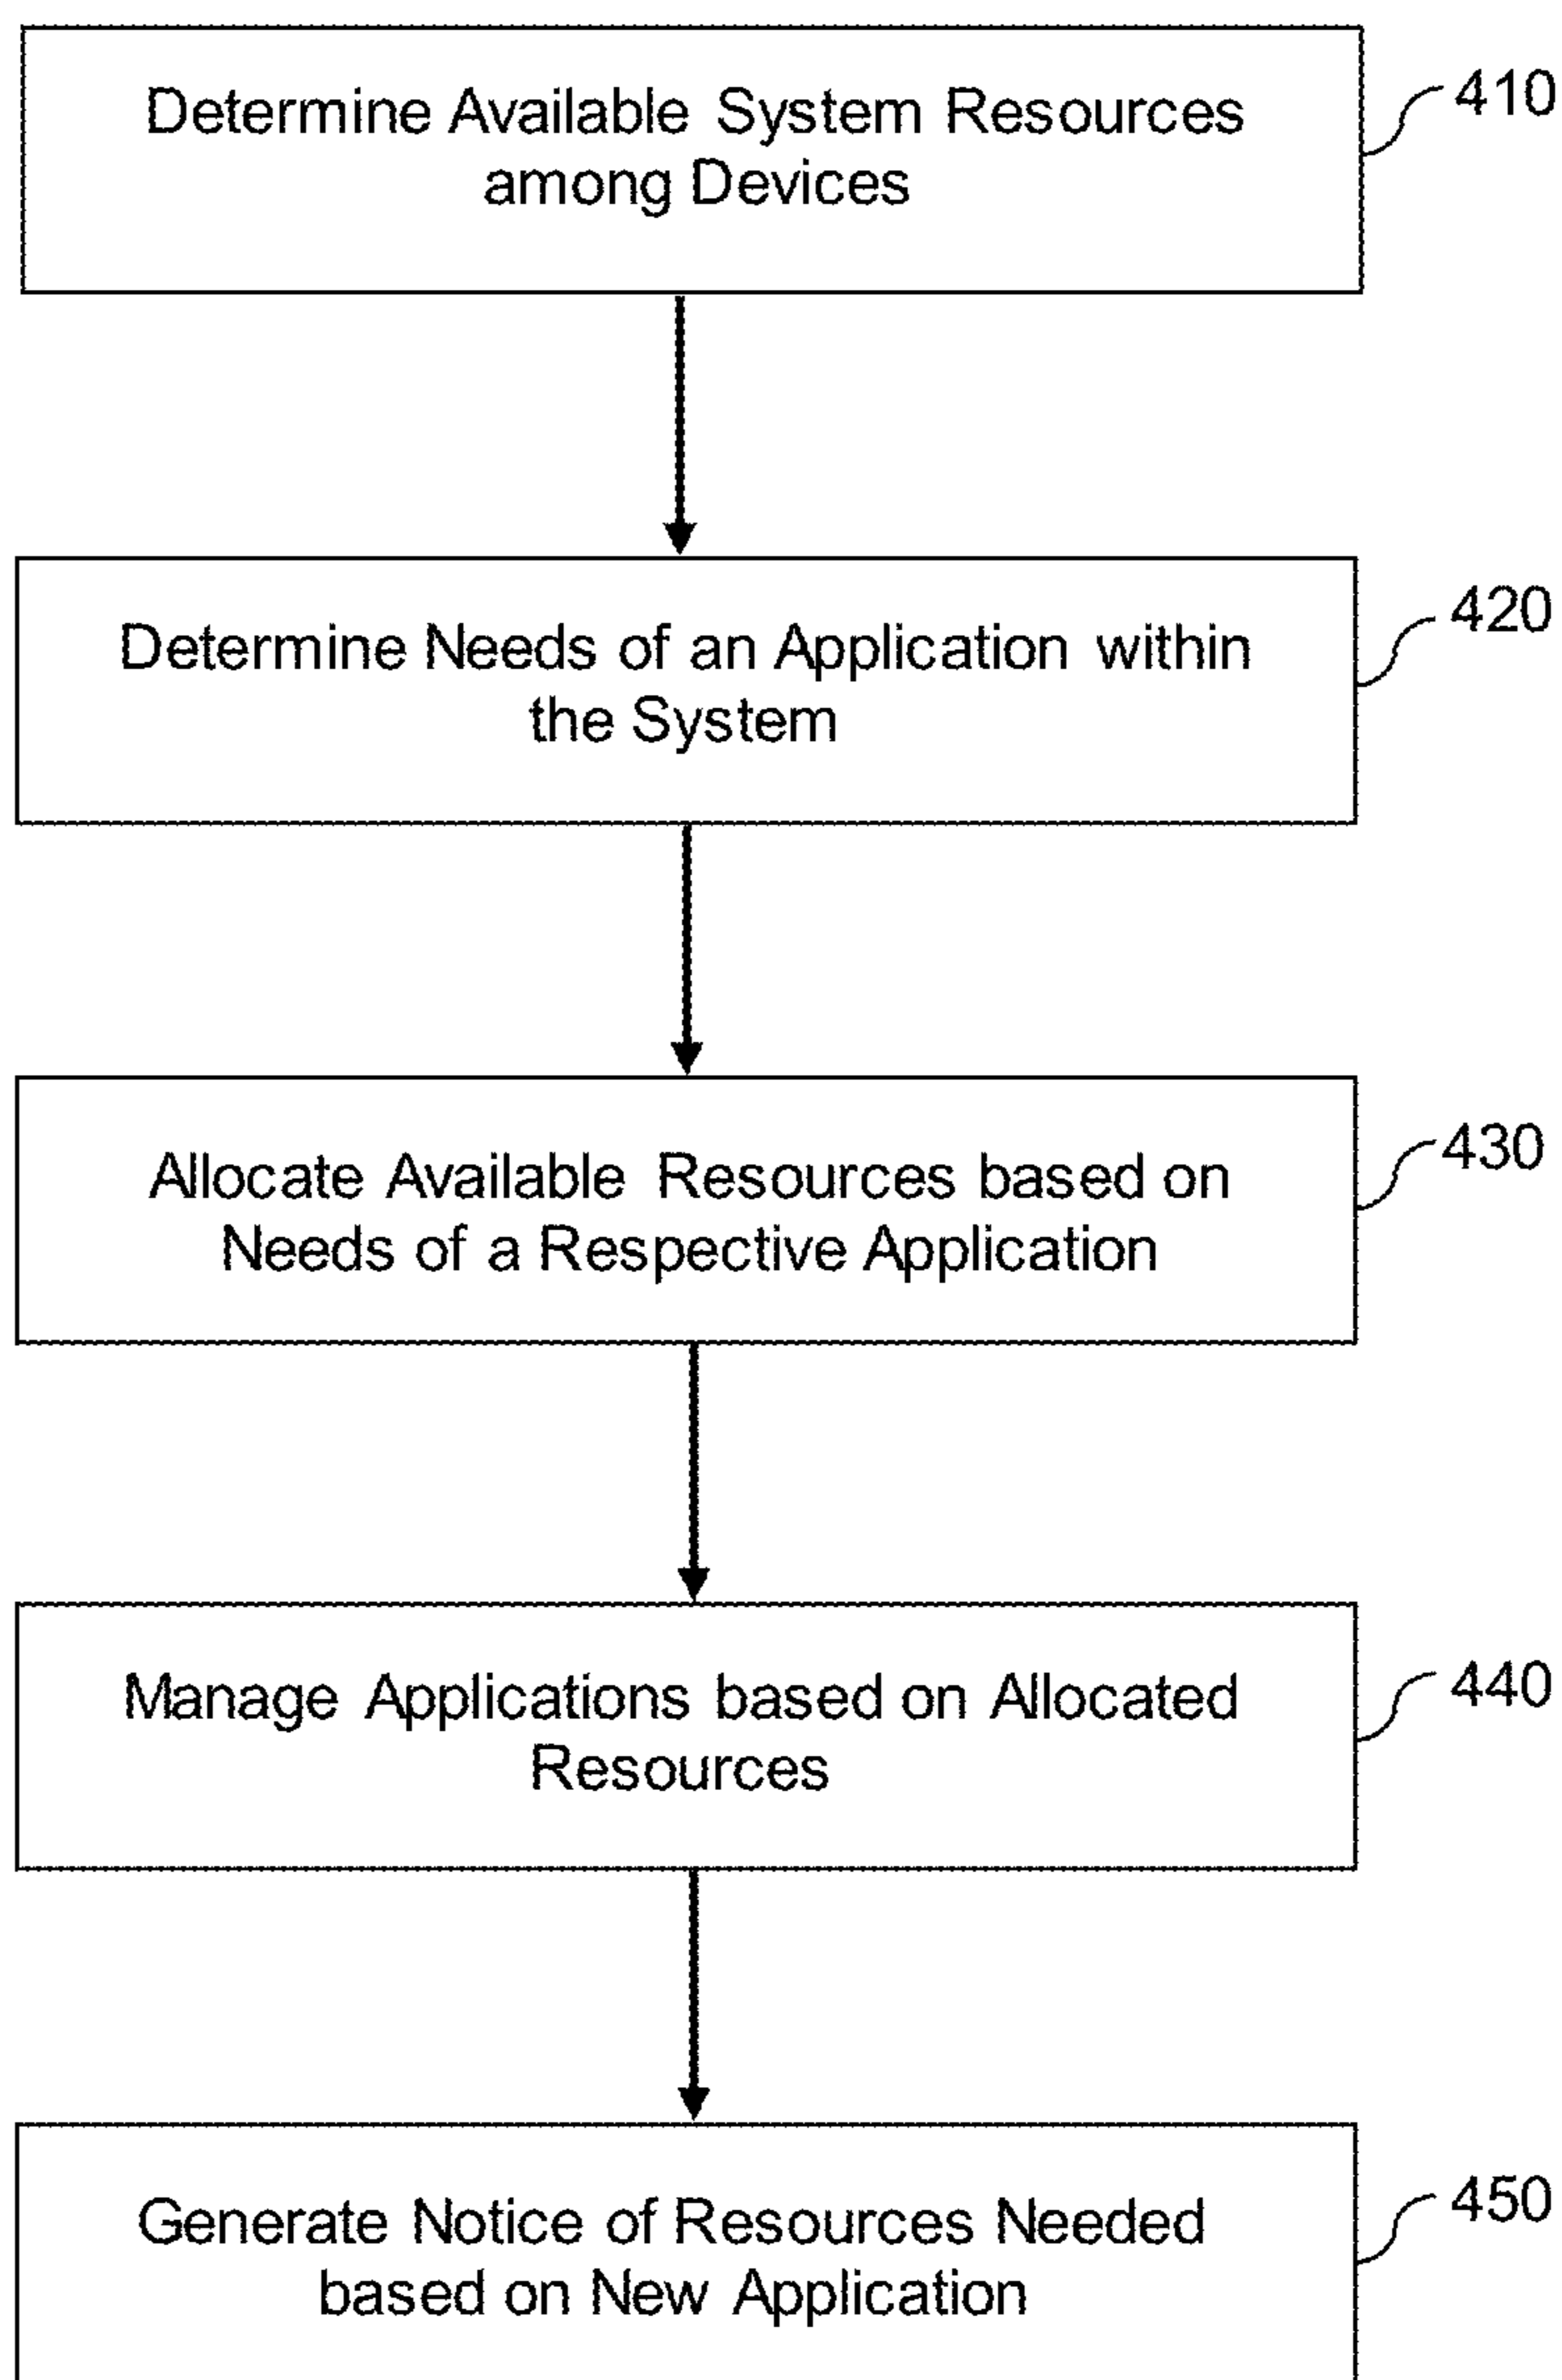 Determine Available System Resources
among Devices
410
Determine Needs of an Application within
the System
420
Allocate Available Resources based on
Needs of a Respective Application
430
Manage Applications based on Allocated
Resources
440
Generate Notice of Resources Needed
based on New Application
450